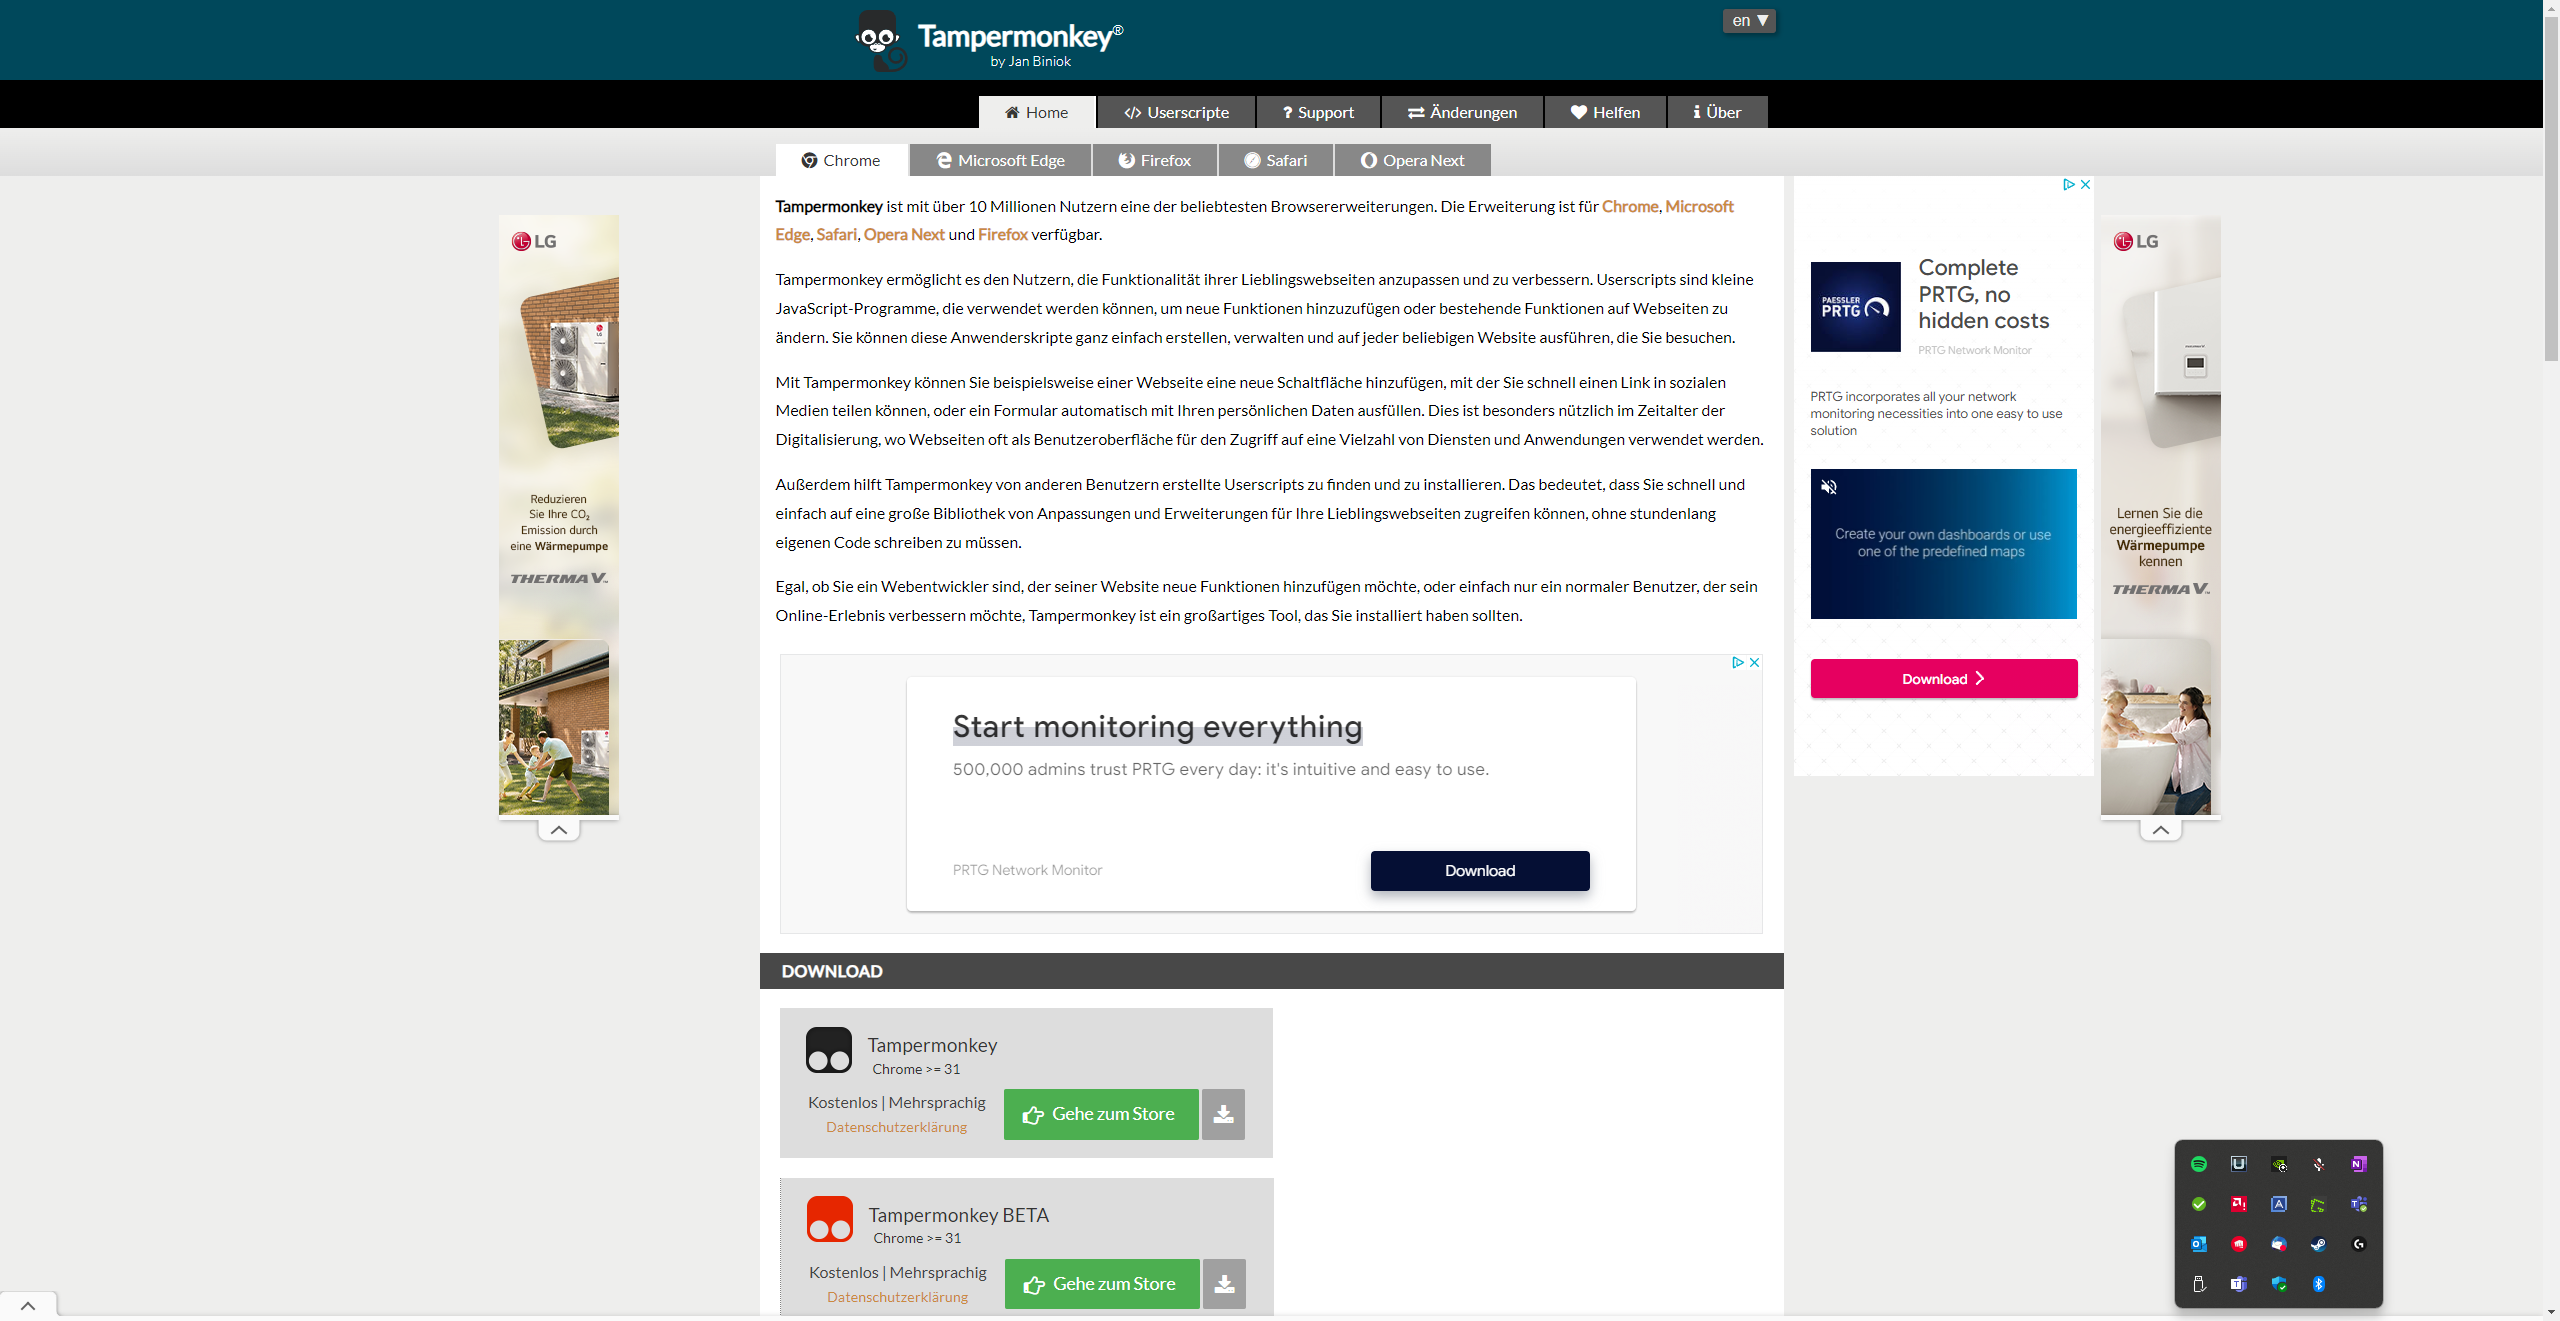 Tampermonkey®
by Jan Biniok
en ▼
Home
Userscripte
Support
Änderungen
Helfen
Über
Chrome
Microsoft Edge
Firefox
Safari
Opera Next
Tampermonkey ist mit über 10 Millionen Nutzern eine der beliebtesten Browsererweiterungen. Die Erweiterung ist für Chrome, Microsoft
Edge, Safari, Opera Next und Firefox verfügbar.
Tampermonkey ermöglicht es den Nutzern, die Funktionalität ihrer Lieblingswebseiten anzupassen und zu verbessern. Userscripts sind kleine
JavaScript-Programme, die verwendet werden können, um neue Funktionen hinzuzufügen oder bestehende Funktionen auf Webseiten zu
ändern. Sie können diese Anwenderskripte ganz einfach erstellen, verwalten und auf jeder beliebigen Website ausführen, die Sie besuchen.
Mit Tampermonkey können Sie beispielsweise einer Webseite eine neue Schaltfläche hinzufügen, mit der Sie schnell einen Link in sozialen
Medien teilen können, oder ein Formular automatisch mit Ihren persönlichen Daten ausfüllen. Dies ist besonders nützlich im Zeitalter der
Digitalisierung, wo Webseiten oft als Benutzeroberfläche für den Zugriff auf eine Vielzahl von Diensten und Anwendungen verwendet werden.
Außerdem hilft Tampermonkey von anderen Benutzern erstellte Userscripts zu finden und zu installieren. Das bedeutet, dass Sie schnell und
einfach auf eine große Bibliothek von Anpassungen und Erweiterungen für Ihre Lieblingswebseiten zugreifen können, ohne stundenlang
eigenen Code schreiben zu müssen.
Egal, ob Sie ein Webentwickler sind, der seiner Website neue Funktionen hinzufügen möchte, oder einfach nur ein normaler Benutzer, der sein
Online-Erlebnis verbessern möchte, Tampermonkey ist ein großartiges Tool, das Sie installiert haben sollten.
LG
Reduzieren
Sie Ihre CO₂
Emission durch
eine Wärmepumpe
THERMA V.™
PAESSLER
PRTG
Complete
PRTG, no
hidden costs
PRTG Network Monitor
PRTG incorporates all your network
monitoring necessities into one easy to use
solution
Create your own dashboards or use
one of the predefined maps
Download
LG
Lernen Sie die
energieeffiziente
Wärmepumpe
kennen
THERMA V.™
Start monitoring everything
500,000 admins trust PRTG every day: it's intuitive and easy to use.
PRTG Network Monitor
Download
DOWNLOAD
Tampermonkey
Chrome >= 31
Kostenlos | Mehrsprachig
Datenschutzerklärung
Gehe zum Store
Tampermonkey BETA
Chrome >= 31
Kostenlos | Mehrsprachig
Datenschutzerklärung
Gehe zum Store